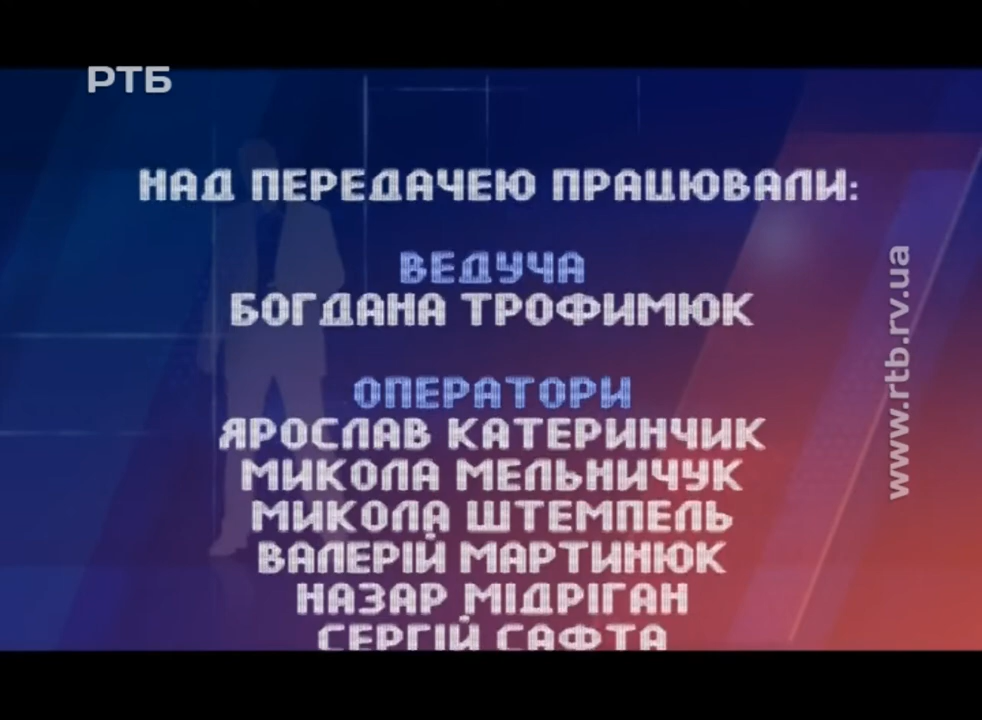 РТБ
НАД ПЕРЕДАЧЕЮ ПРАЦЮВАЛИ:
ВЕДУЧА
БОГДАНА ТРОФИМЮК
ОПЕРАТОРИ
ЯРОСЛАВ КАТЕРИНЧИК
МИКОЛА МЕЛЬНИЧУК
МИКОЛА ШТЕМПЕЛЬ
ВАЛЕРІЙ МАРТИНЮК
НАЗАР МІДРІГАН
СЕРГІЙ САФТА
www.rtb.rv.ua